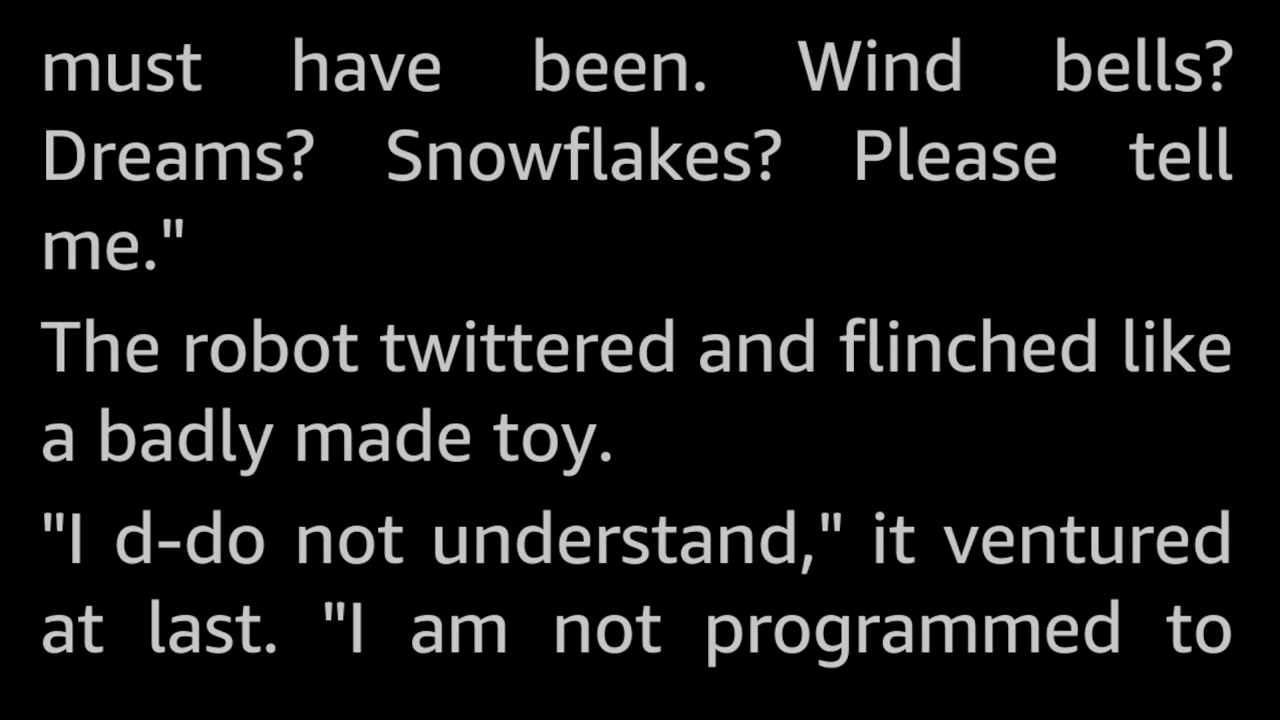 must have been. Wind bells?
Dreams? Snowflakes? Please tell
me."
The robot twittered and flinched like
a badly made toy.
"I d-do not understand," it ventured
at last. "I am not programmed to